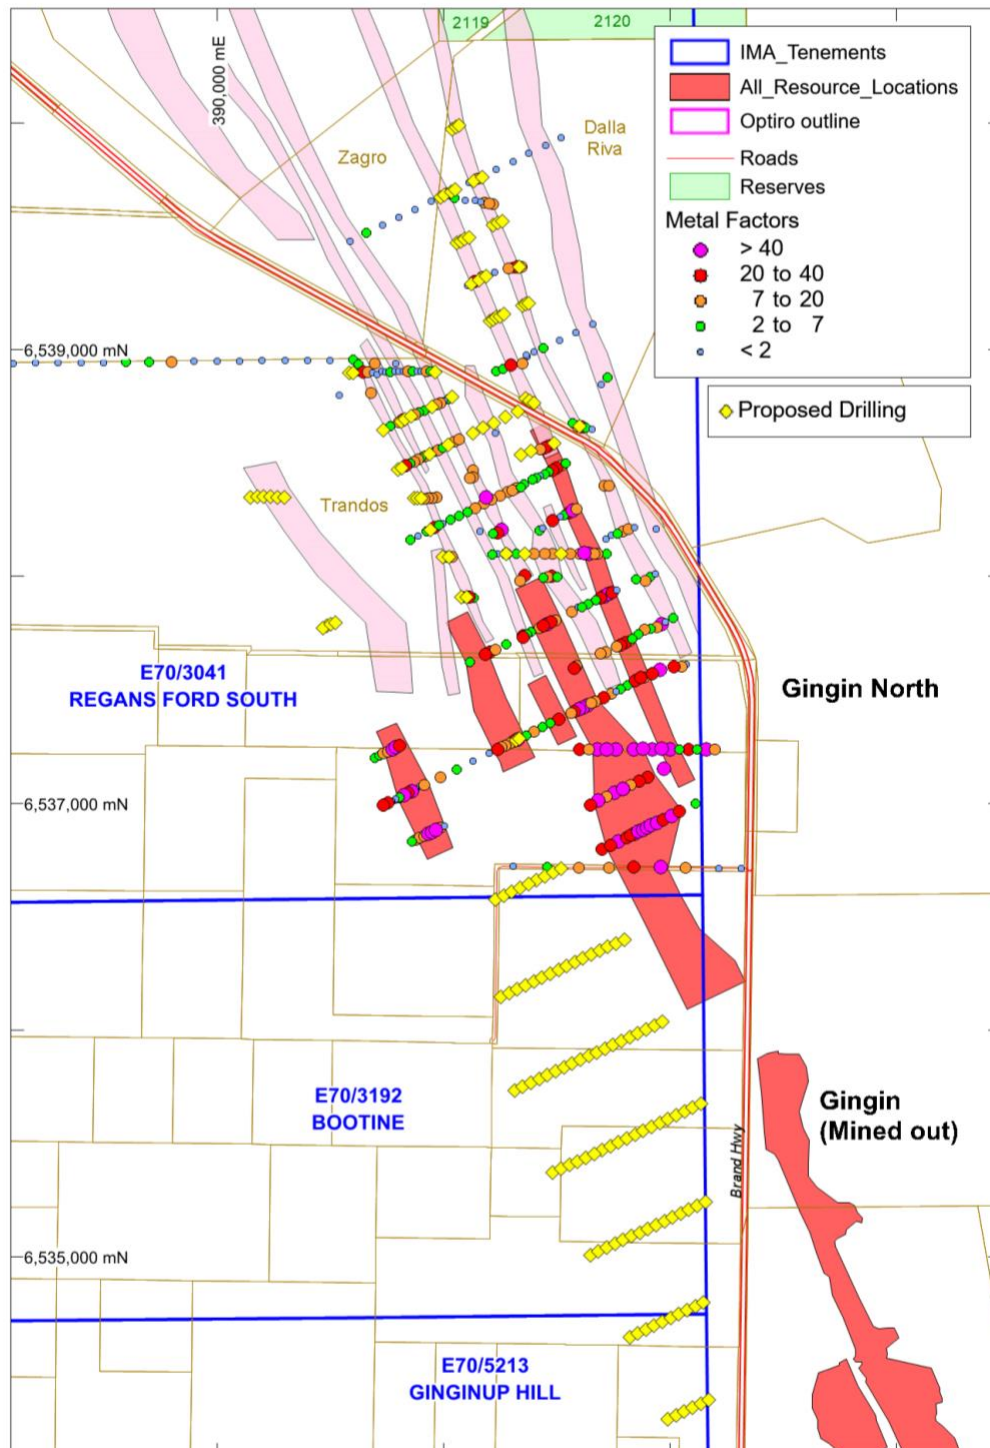 2119
2120
390,000 mE
IMA_Tenements
All_Resource_Locations
Optiro outline
Roads
Reserves
Metal Factors
> 40
20 to 40
7 to 20
2 to 7
< 2
Proposed Drilling
Dalla
Riva
Zagro
6,539,000 mN
Trandos
E70/3041
REGANS FORD SOUTH
Gingin North
6,537,000 mN
E70/3192
BOOTINE
Gingin
(Mined out)
Brand Hwy
6,535,000 mN
E70/5213
GINGINUP HILL